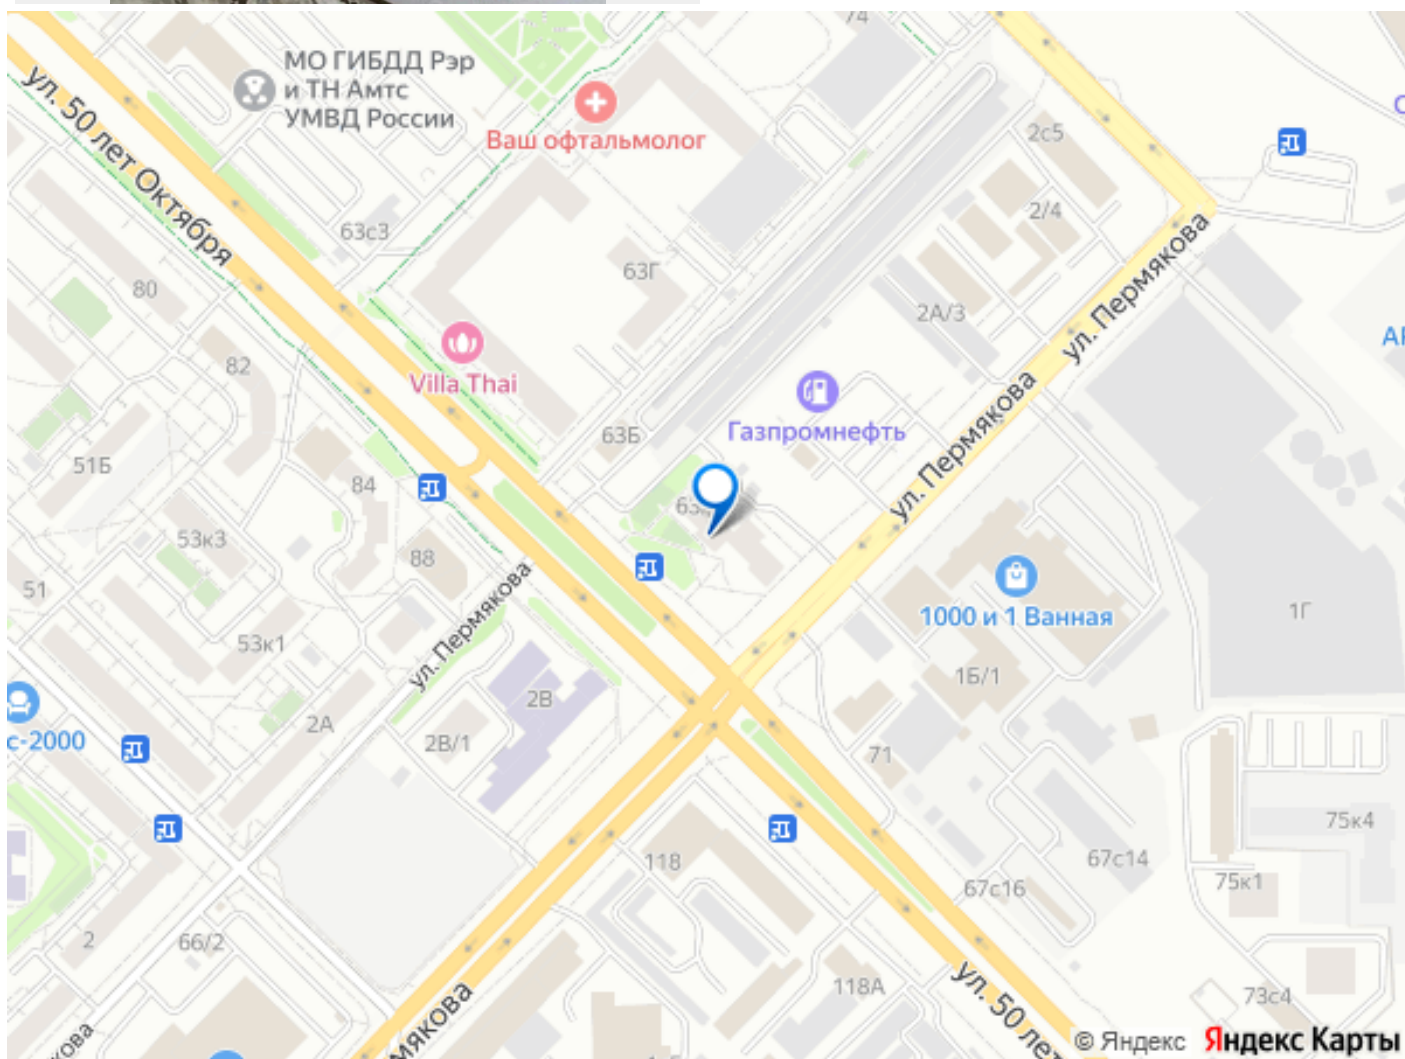 74
МО ГИБДД Рэр
и ТН Амтс
УМВД России
Ваш офтальмолог
2с5
ул. 50 лет Октября
63с3
2/4
ул. Пермякова
63Г
80
2А/3
82
Villa Thai
Газпромнефть
ул. Пермякова
63Б
51Б
84
53к3
88
51
ул. Пермякова
1000 и 1 Ванная
1Г
53к1
1Б/1
2В
2А
с-2000
2В/1
71
75к4
118
67с14
67с16
75к1
2
66/2
118А
73с4
ул. 50 лет
© Яндекс Яндекс Карты